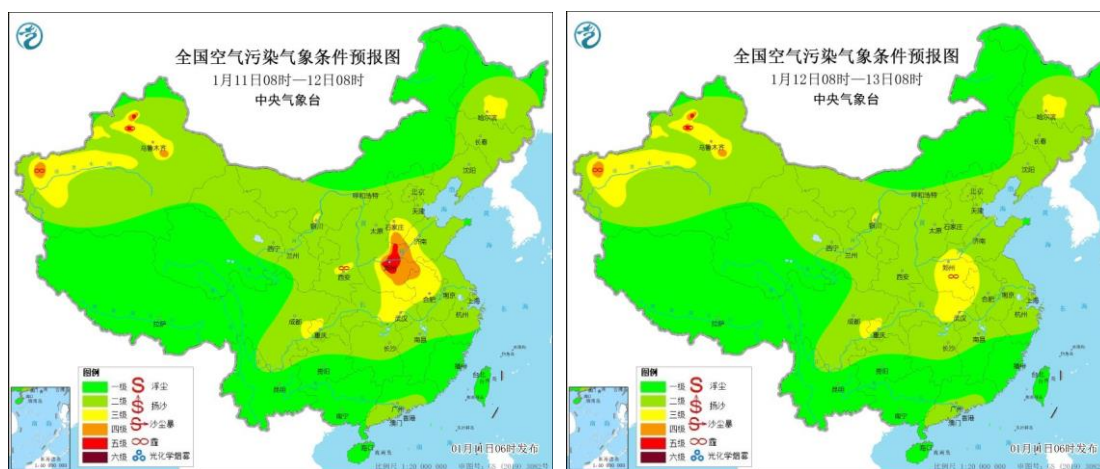 全国空气污染气象条件预报图
1月11日08时—12日08时
中央气象台
哈尔滨
长春
沈阳
乌鲁木齐
呼和浩特
北京
天津
石家庄
太原
济南
银川
西宁
兰州
西安
合肥
南京
上海
武汉
杭州
成都
重庆
南昌
长沙
拉萨
贵阳
昆明
台北
广州
南宁
香港
澳门
海口
图例
一级 浮尘
二级 扬沙
三级 沙尘暴
四级
五级 霾
六级 光化学烟雾
01月11日06时发布
全国空气污染气象条件预报图
1月12日08时—13日08时
中央气象台
哈尔滨
长春
沈阳
乌鲁木齐
呼和浩特
北京
天津
石家庄
太原
济南
银川
西宁
兰州
郑州
西安
合肥
南京
上海
武汉
杭州
成都
重庆
南昌
长沙
拉萨
贵阳
昆明
台北
广州
南宁
香港
澳门
海口
图例
一级 浮尘
二级 扬沙
三级 沙尘暴
四级
五级 霾
六级 光化学烟雾
01月11日06时发布